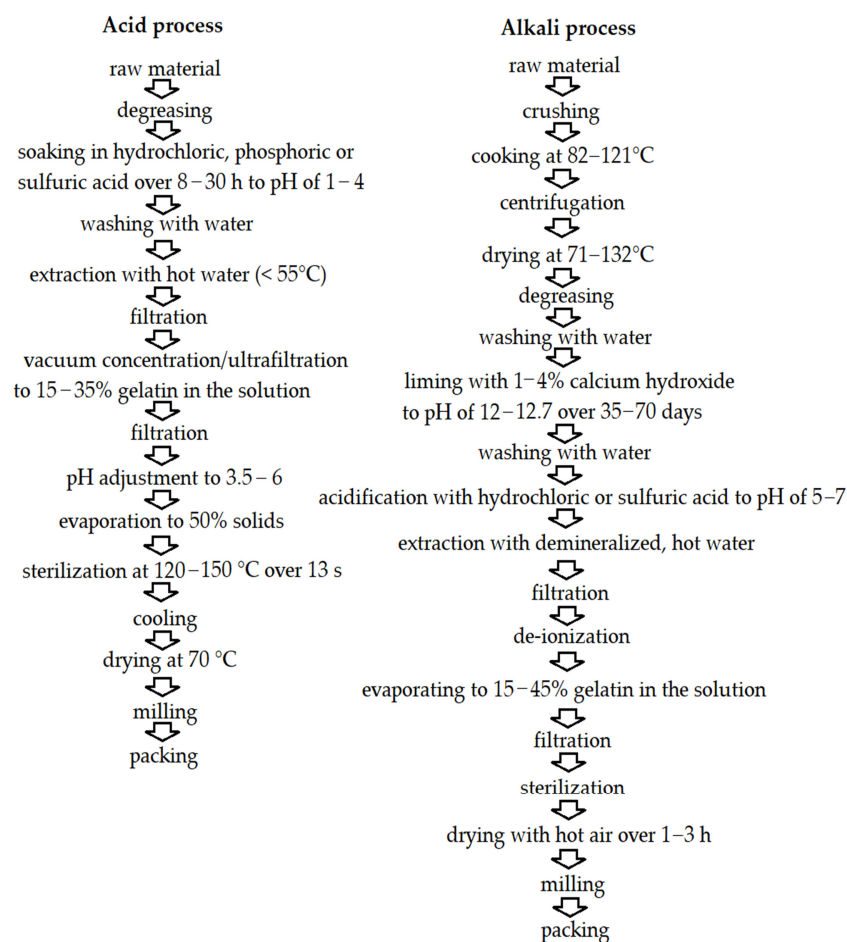 Acid process
raw material
degreasing
soaking in hydrochloric, phosphoric or
sulfuric acid over 8–30 h to pH of 1–4
washing with water
extraction with hot water (< 55°C)
filtration
vacuum concentration/ultrafiltration
to 15–35% gelatin in the solution
filtration
pH adjustment to 3.5–6
evaporation to 50% solids
sterilization at 120–150 °C over 13 s
cooling
drying at 70 °C
milling
packing
Alkali process
raw material
crushing
cooking at 82–121°C
centrifugation
drying at 71–132°C
degreasing
washing with water
liming with 1–4% calcium hydroxide
to pH of 12–12.7 over 35–70 days
washing with water
acidification with hydrochloric or sulfuric acid to pH of 5–7
extraction with demineralized, hot water
filtration
de-ionization
evaporating to 15–45% gelatin in the solution
filtration
sterilization
drying with hot air over 1–3 h
milling
packing